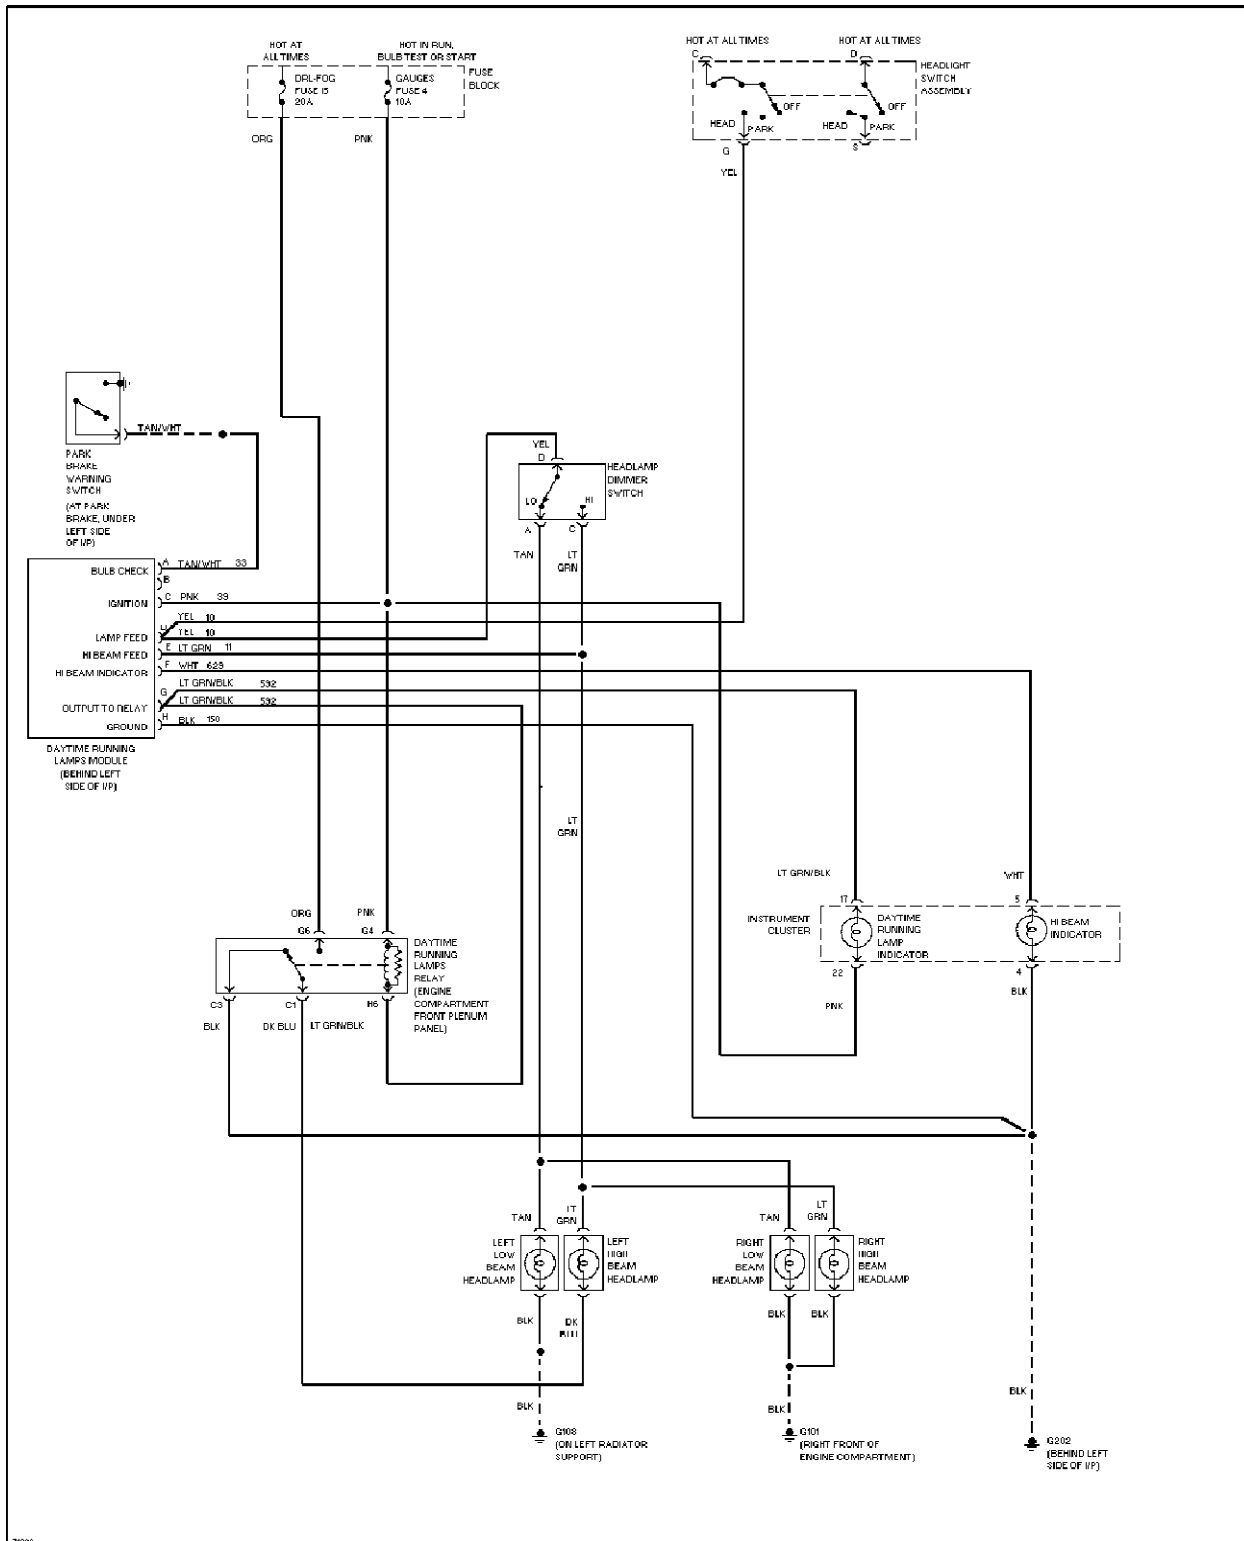 HOT AT
ALL TIMES
HOT IN RUN,
BULB TEST OR START
DRL-FOG
FUSE 15
20A
GAUGES
FUSE 4
10A
FUSE
BLOCK
ORG
PNK
HOT AT ALL TIMES
HOT AT ALL TIMES
C
D
HEADLIGHT
SWITCH
ASSEMBLY
OFF
OFF
HEAD
PARK
HEAD
PARK
G
S
YEL
TAN/WHT
PARK
BRAKE
WARNING
SWITCH
(AT PARK
BRAKE, UNDER
LEFT SIDE
OF I/P)
YEL
D
HEADLAMP
DIMMER
SWITCH
LO
HI
A
C
TAN
LT
GRN
BULB CHECK
A TAN/WHT 33
B
IGNITION
C PNK 39
YEL 10
LAMP FEED
D YEL 10
HI BEAM FEED
E LT GRN 11
HI BEAM INDICATOR
F WHT 629
LT GRN/BLK 592
OUTPUT TO RELAY
G LT GRN/BLK 592
GROUND
H BLK 150
DAYTIME RUNNING
LAMPS MODULE
(BEHIND LEFT
SIDE OF I/P)
LT
GRN
LT GRN/BLK
WHT
17
5
INSTRUMENT
CLUSTER
DAYTIME
RUNNING
LAMP
INDICATOR
HI BEAM
INDICATOR
22
4
PNK
BLK
ORG
PNK
G6
G4
DAYTIME
RUNNING
LAMPS
RELAY
(ENGINE
COMPARTMENT
FRONT PLENUM
PANEL)
C3
C1
H6
BLK
DK BLU
LT GRN/BLK
TAN
LT
GRN
TAN
LT
GRN
LEFT
LOW
BEAM
HEADLAMP
LEFT
HIGH
BEAM
HEADLAMP
RIGHT
LOW
BEAM
HEADLAMP
RIGHT
HIGH
BEAM
HEADLAMP
BLK
DK
BLU
BLK
BLK
BLK
G108
(ON LEFT RADIATOR
SUPPORT)
BLK
G101
(RIGHT FRONT OF
ENGINE COMPARTMENT)
BLK
G202
(BEHIND LEFT
SIDE OF I/P)